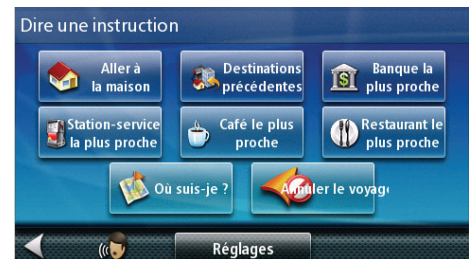 Dire une instruction
Aller à
la maison
Destinations
précédentes
Banque la
plus proche
Station-service
la plus proche
Café le plus
proche
Restaurant le
plus proche
Où suis-je ?
Annuler le voyage
Réglages